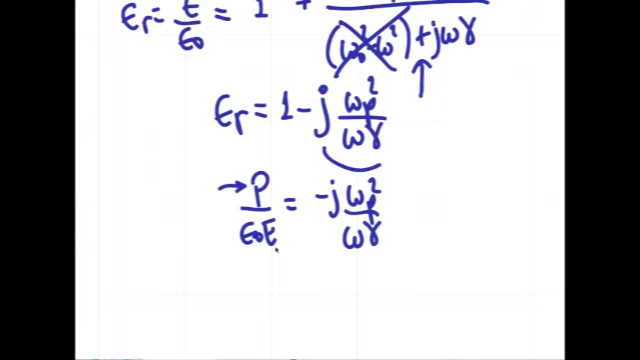 εr = ε/ε0 = 1 + /(ω0² - ω²) + jωγ
εr = 1 - j ωp²/ωγ
→ P/ε0E = -j ωp²/ωγ